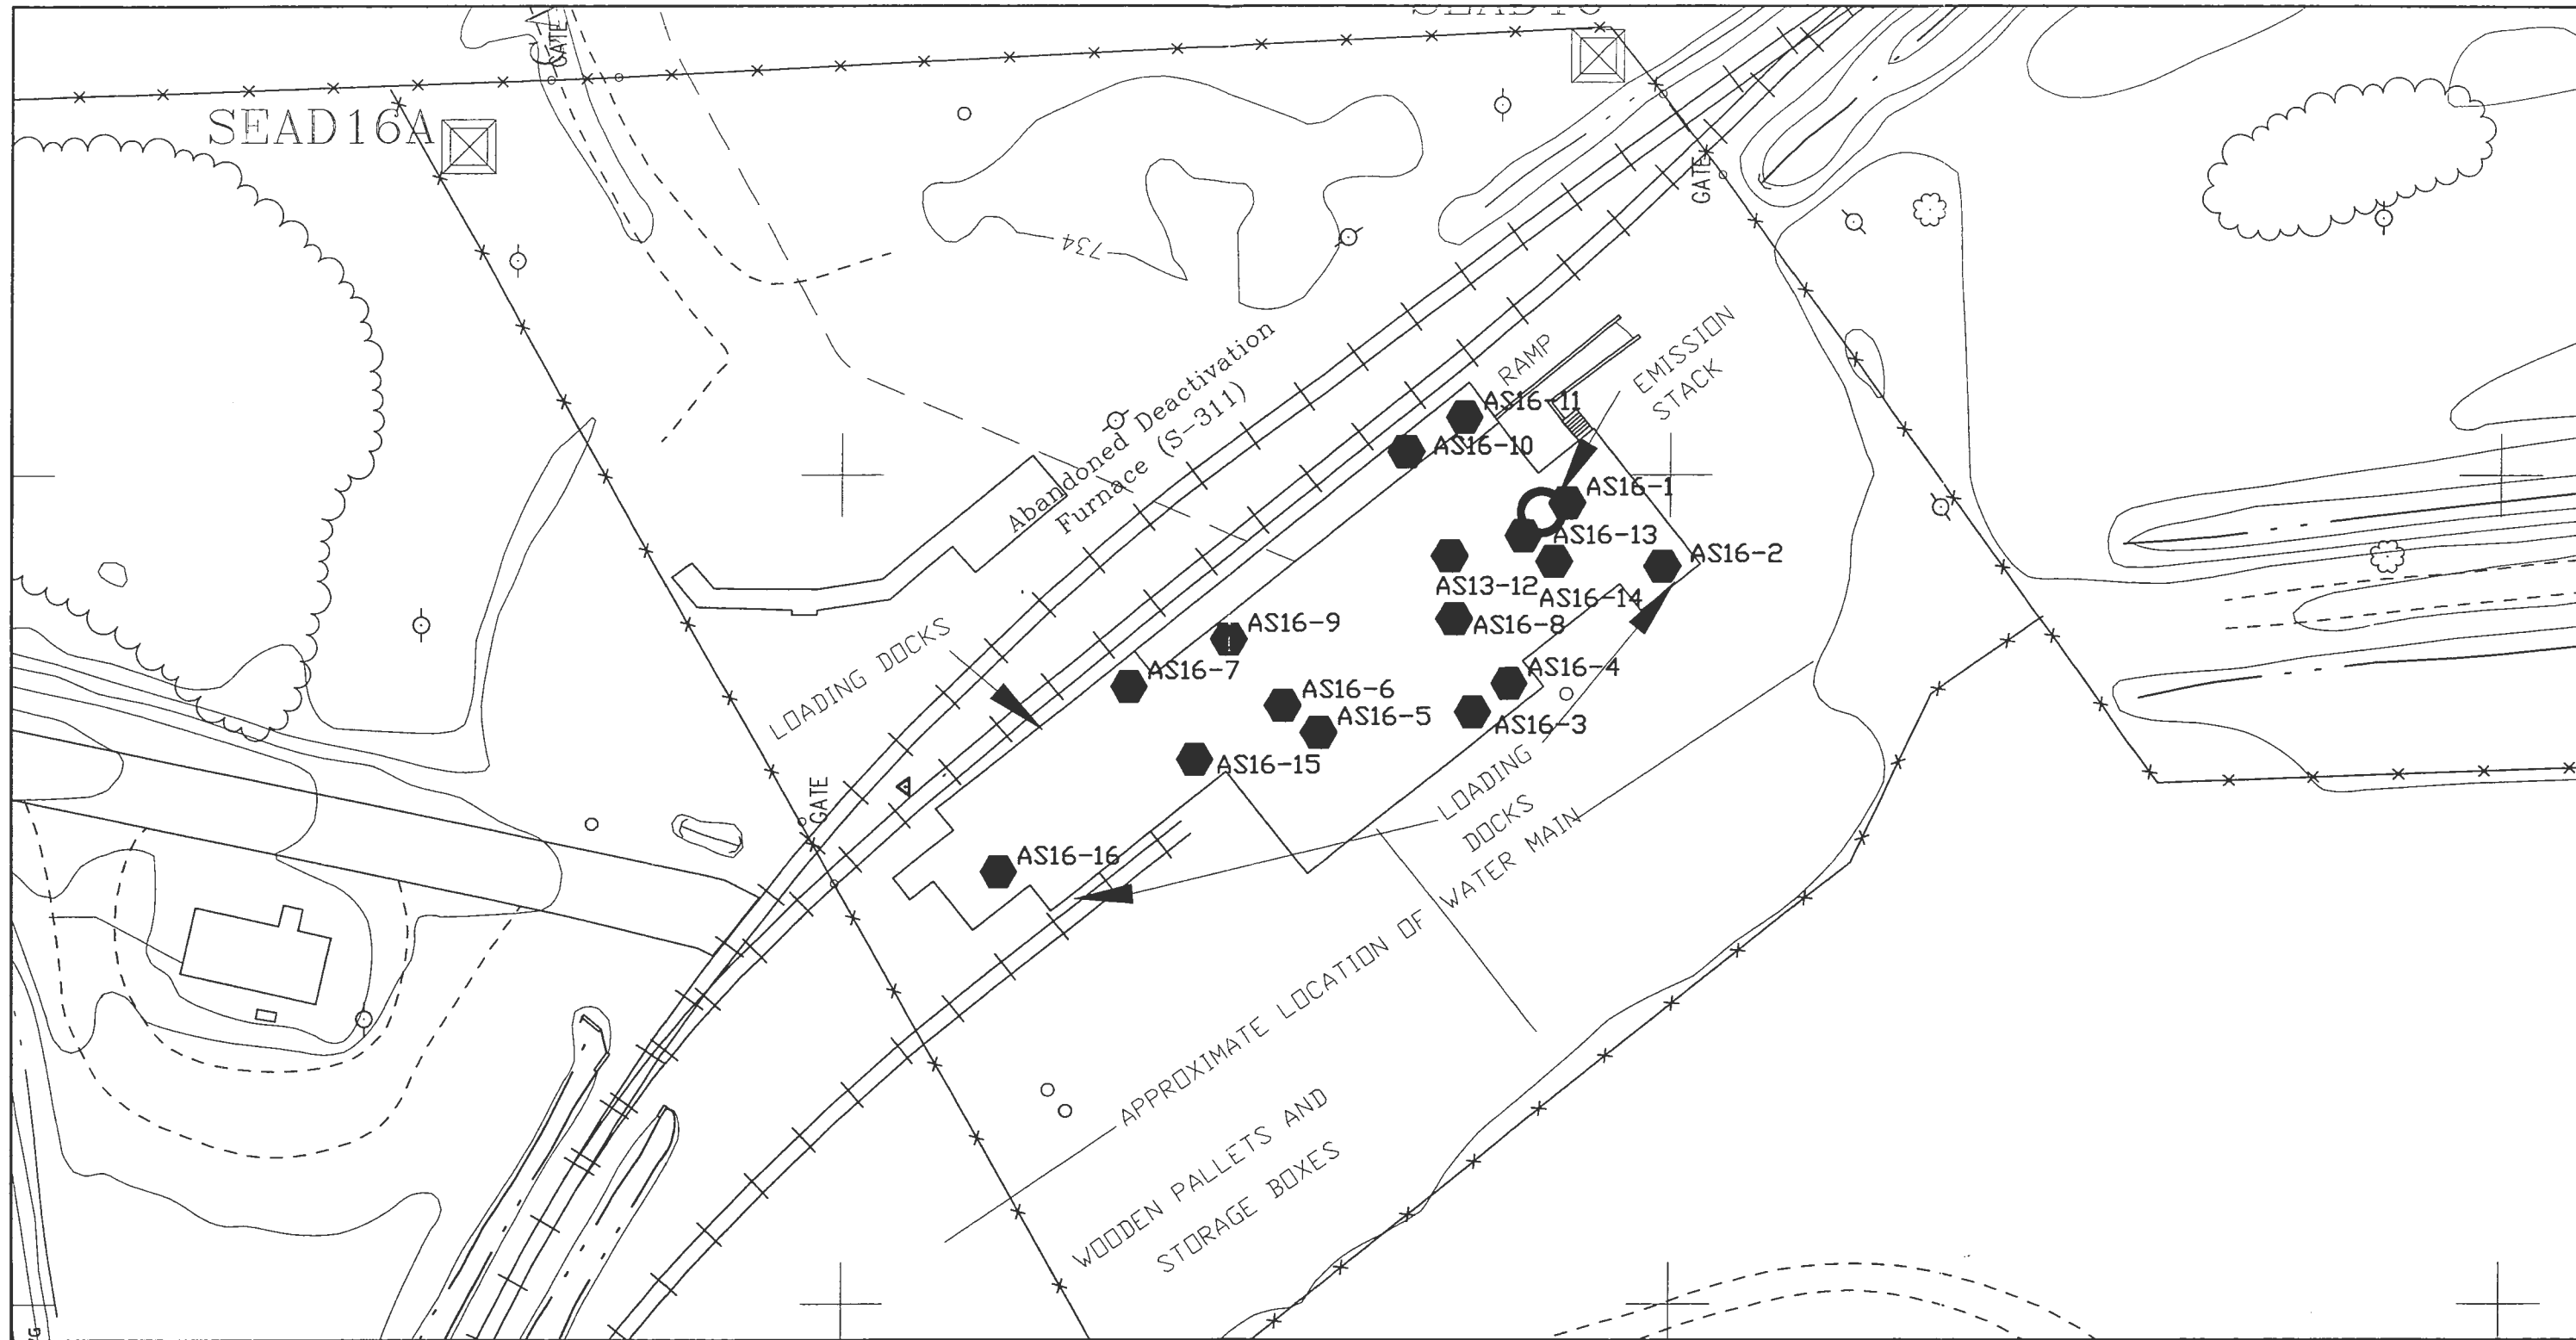 GATE
SEAD16A
GATE
734
Abandoned Deactivation
Furnace (S-311)
RAMP
EMISSION
STACK
AS16-11
AS16-10
AS16-1
AS16-13
AS16-2
AS13-12
AS16-14
AS16-9
AS16-8
LOADING DOCKS
AS16-7
AS16-4
AS16-6
AS16-5
AS16-3
AS16-15
GATE
LOADING
DOCKS
AS16-16
APPROXIMATE LOCATION OF WATER MAIN
WOODEN PALLETS AND
STORAGE BOXES